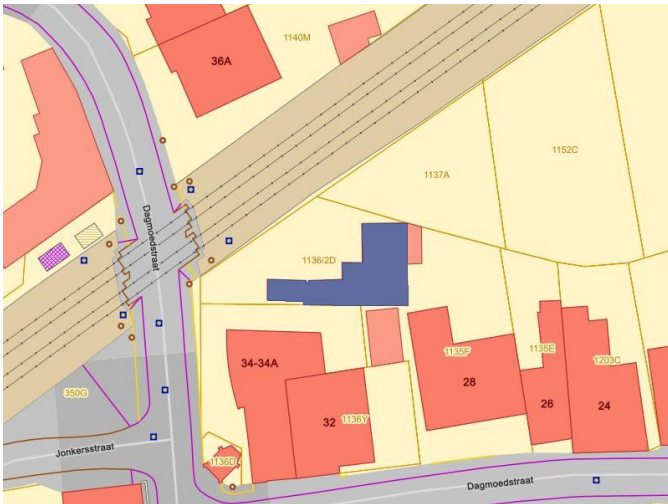 1140M
36A
1152C
1137A
Dagmoedstraat
1136/2D
1135F
1135E
1203C
34-34A
28
350G
26
24
32
1136Y
Jonkersstraat
1136D
Dagmoedstraat